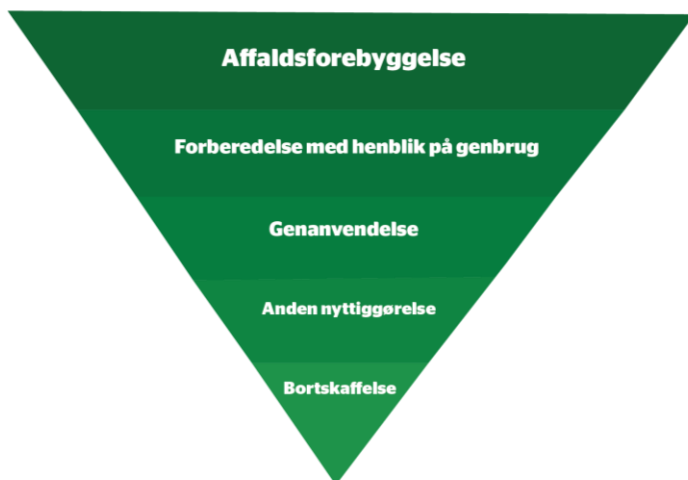 Affaldsforebyggelse
Forberedelse med henblik på genbrug
Genanvendelse
Anden nyttiggørelse
Bortskaffelse